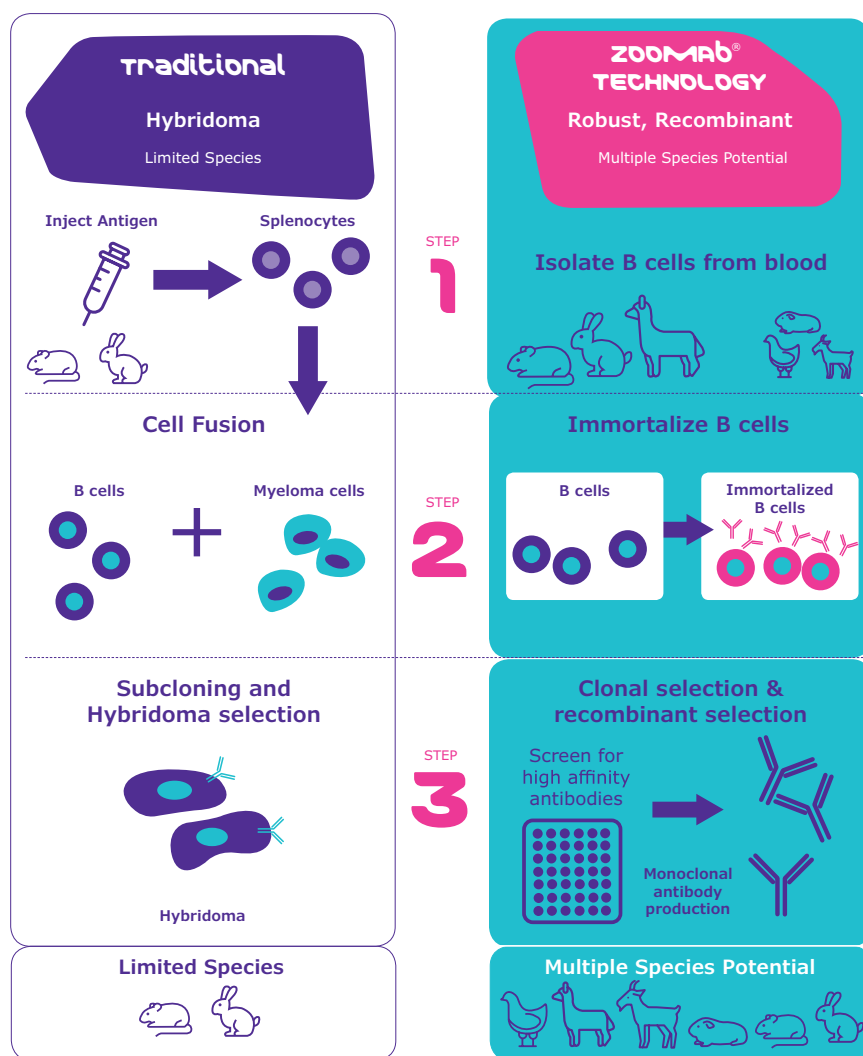 Traditional
Hybridoma
Limited Species
Inject Antigen
Splenocytes
ZooMAb®
TECHNOLOGY
Robust, Recombinant
Multiple Species Potential
STEP
1
Isolate B cells from blood
Cell Fusion
B cells
Myeloma cells
STEP
2
Immortalize B cells
B cells
Immortalized
B cells
Subcloning and
Hybridoma selection
Hybridoma
STEP
3
Clonal selection &
recombinant selection
Screen for
high affinity
antibodies
Monoclonal
antibody
production
Limited Species
Multiple Species Potential